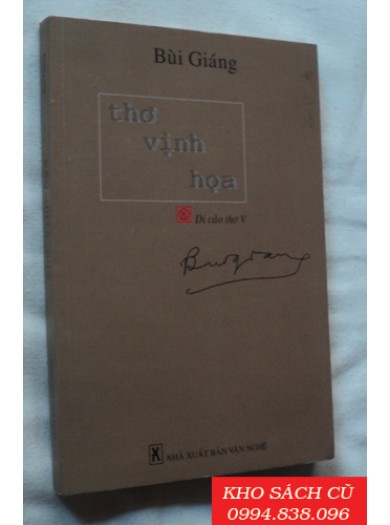 Bùi Giáng
thơ
vịnh
họa
Di cảo thơ V
Buigiang
NHÀ XUẤT BẢN VĂN NGHỆ
KHO SÁCH CŨ
0994.838.096